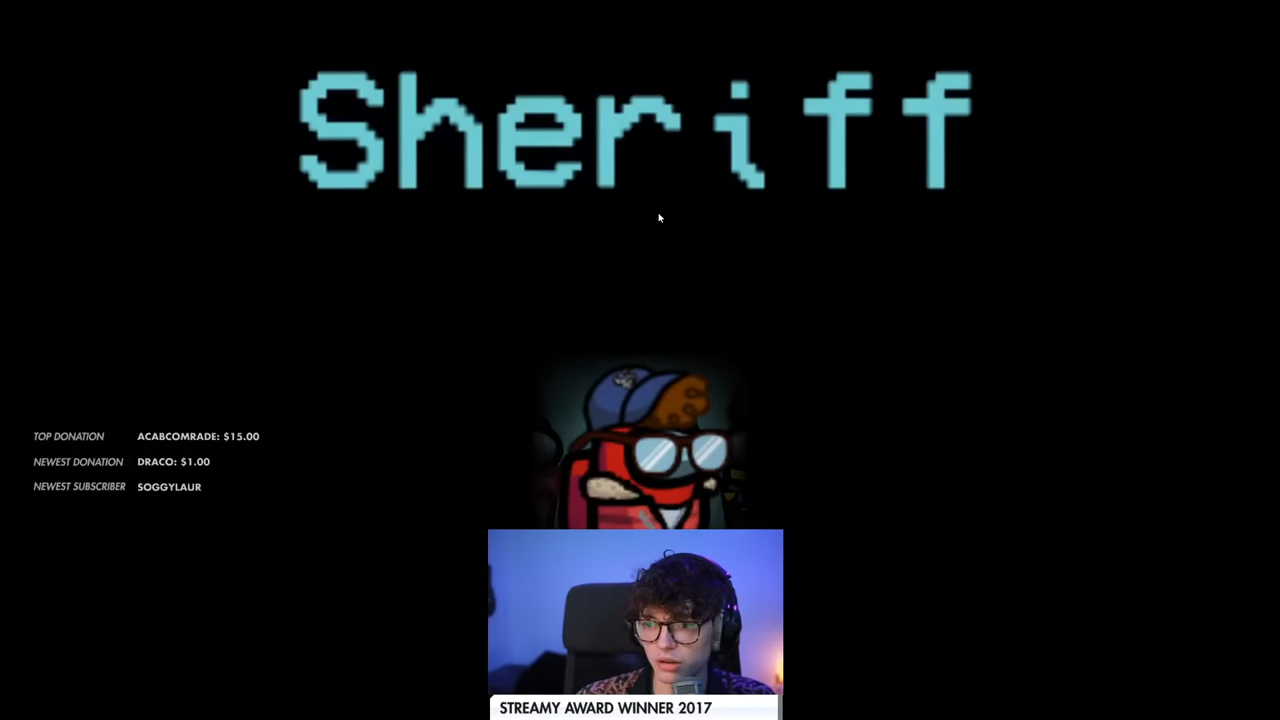 Sheriff
TOP DONATION ACABCOMRADE: $15.00
NEWEST DONATION DRACO: $1.00
NEWEST SUBSCRIBER SOGGYLAUR
STREAMY AWARD WINNER 2017